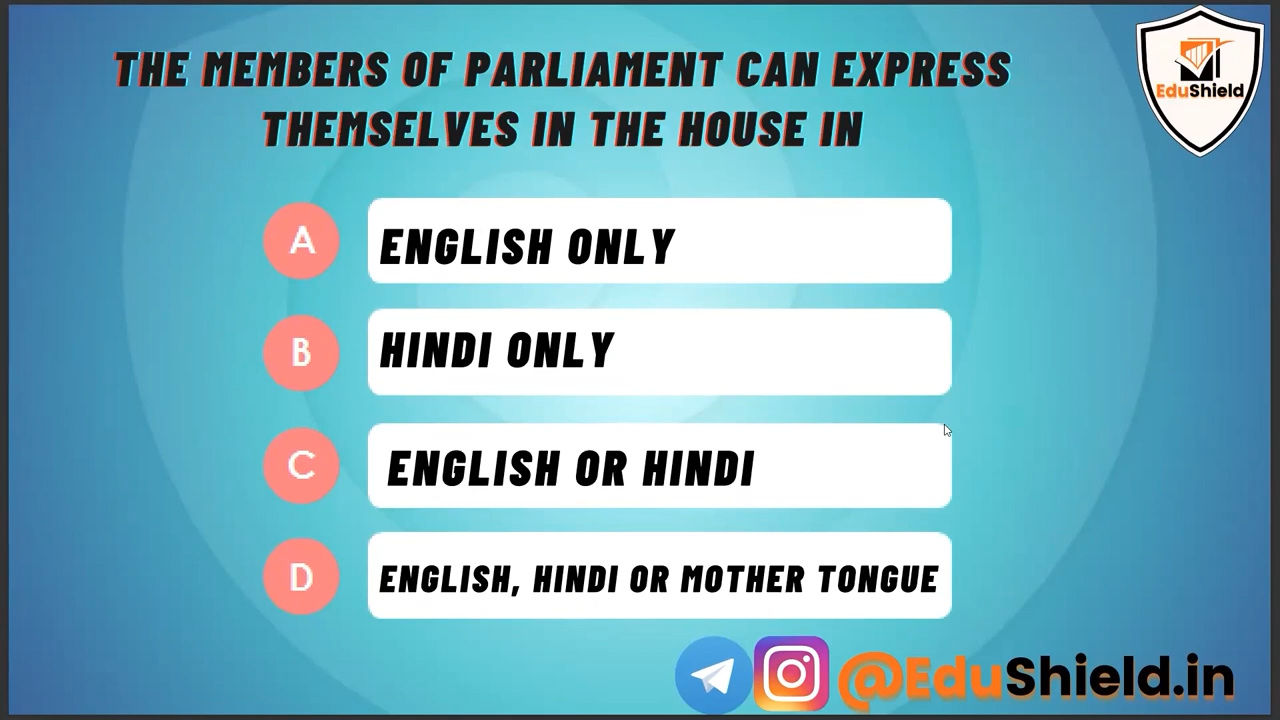 THE MEMBERS OF PARLIAMENT CAN EXPRESS
THEMSELVES IN THE HOUSE IN
EduShield
A ENGLISH ONLY
B HINDI ONLY
C ENGLISH OR HINDI
D ENGLISH, HINDI OR MOTHER TONGUE
@EduShield.in